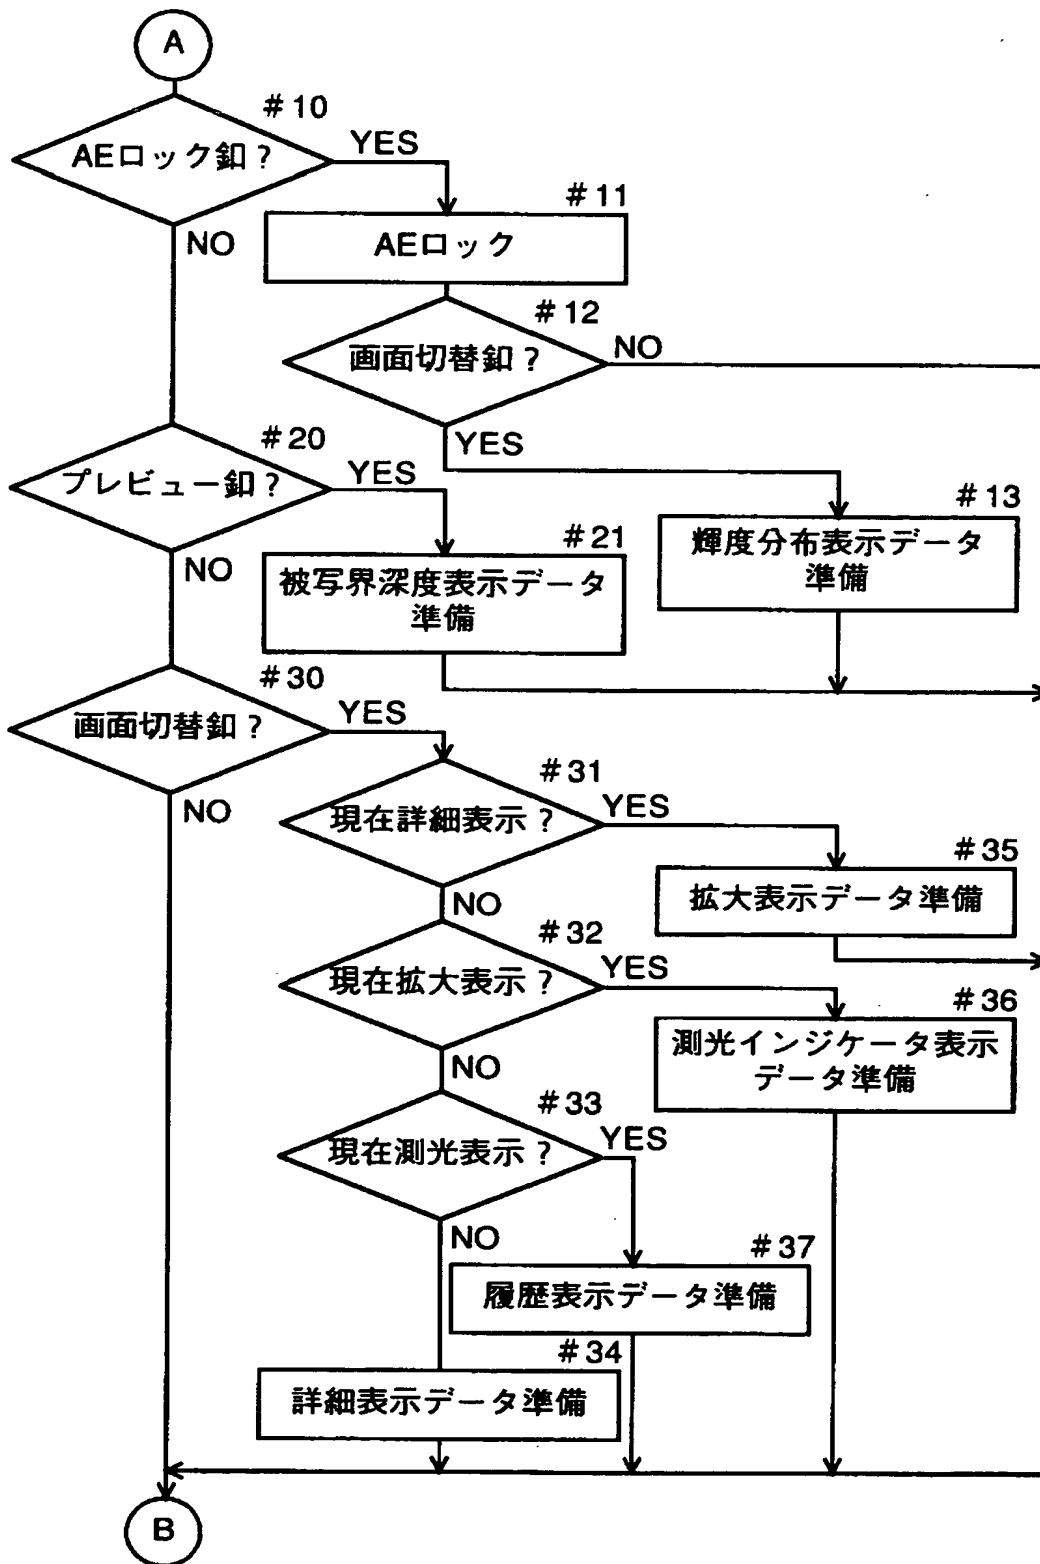 A
#10
AEロック釦?
YES
NO
#11
AEロック
#12
画面切替釦?
NO
YES
#20
プレビュー釦?
YES
NO
#13
輝度分布表示データ
準備
#21
被写界深度表示データ
準備
#30
画面切替釦?
YES
NO
#31
現在詳細表示?
YES
NO
#35
拡大表示データ準備
#32
現在拡大表示?
YES
NO
#36
測光インジケータ表示
データ準備
#33
現在測光表示?
YES
NO
#37
履歴表示データ準備
#34
詳細表示データ準備
B